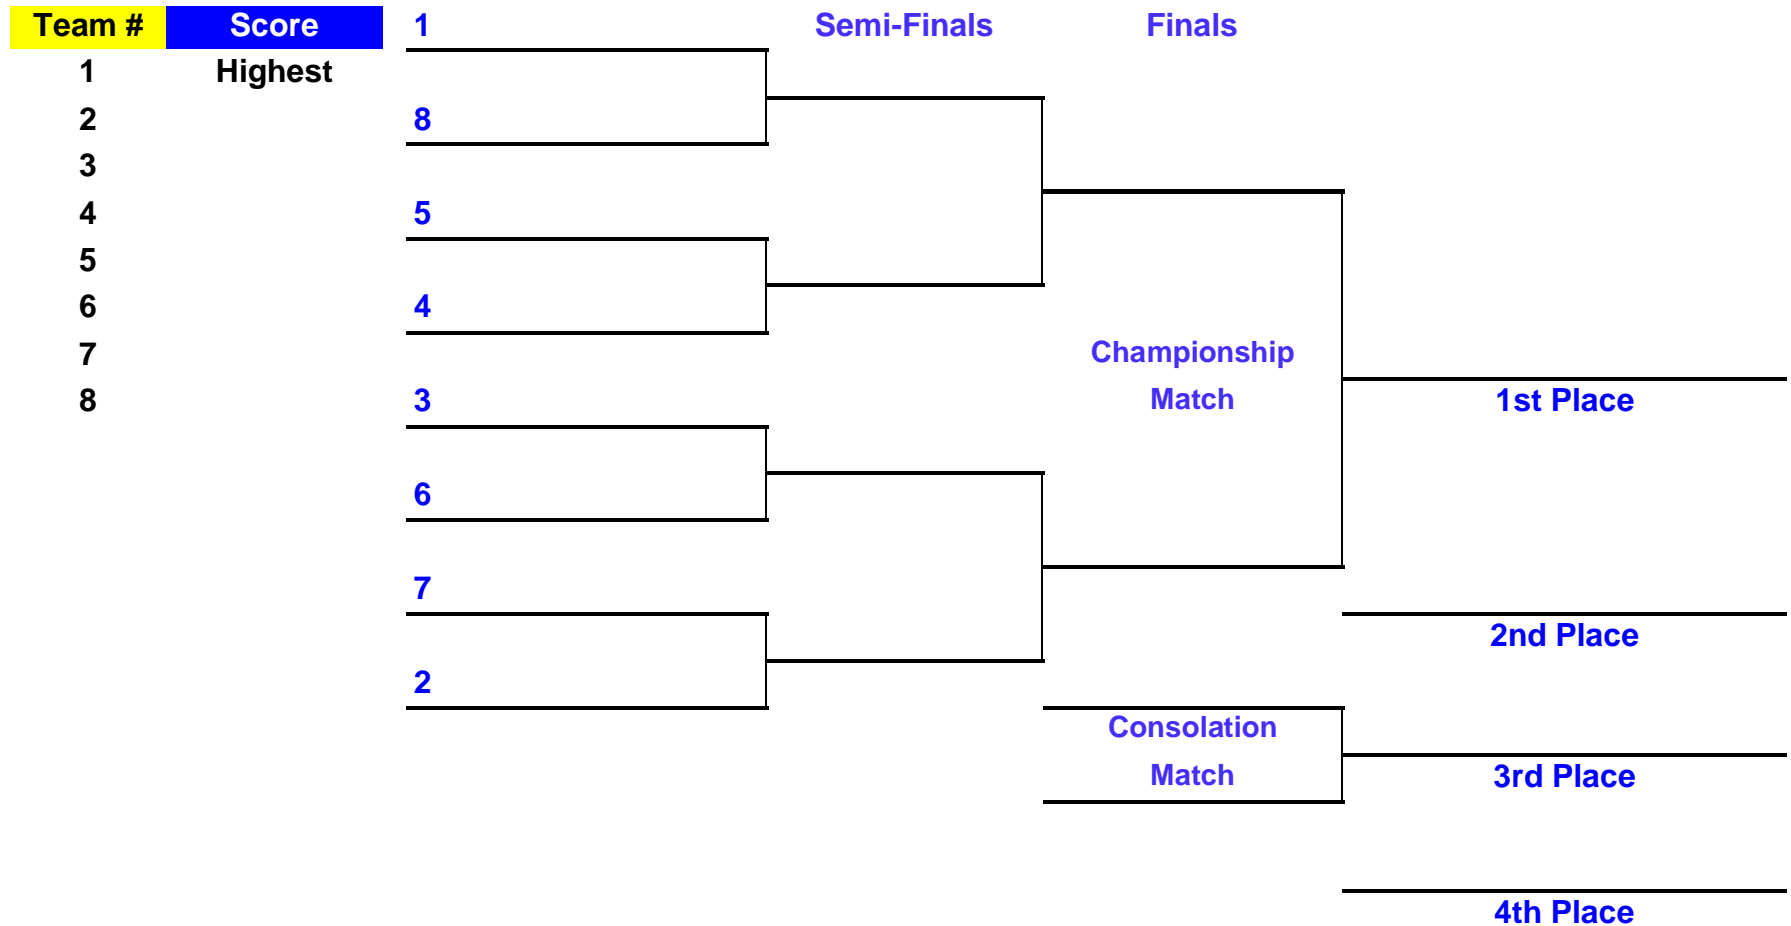 Team # Score 1 Semi-Finals Finals
1 Highest
2 8
3
4 5
5
6 4
7 Championship
8 3 Match 1st Place
6
7
2nd Place
2
Consolation
Match 3rd Place
4th Place